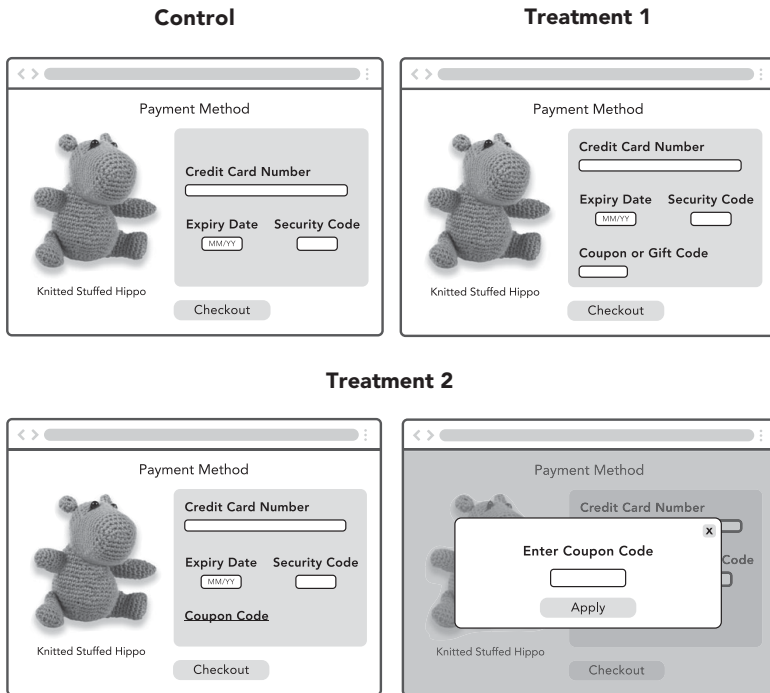 Control
Treatment 1
Payment Method
Credit Card Number
Expiry Date Security Code
MM/YY
Knitted Stuffed Hippo
Checkout
Payment Method
Credit Card Number
Expiry Date Security Code
MM/YY
Coupon or Gift Code
Knitted Stuffed Hippo
Checkout
Treatment 2
Payment Method
Credit Card Number
Expiry Date Security Code
MM/YY
Coupon Code
Knitted Stuffed Hippo
Checkout
Payment Method
Credit Card Number
X
Enter Coupon Code
Code
Apply
Knitted Stuffed Hippo
Checkout